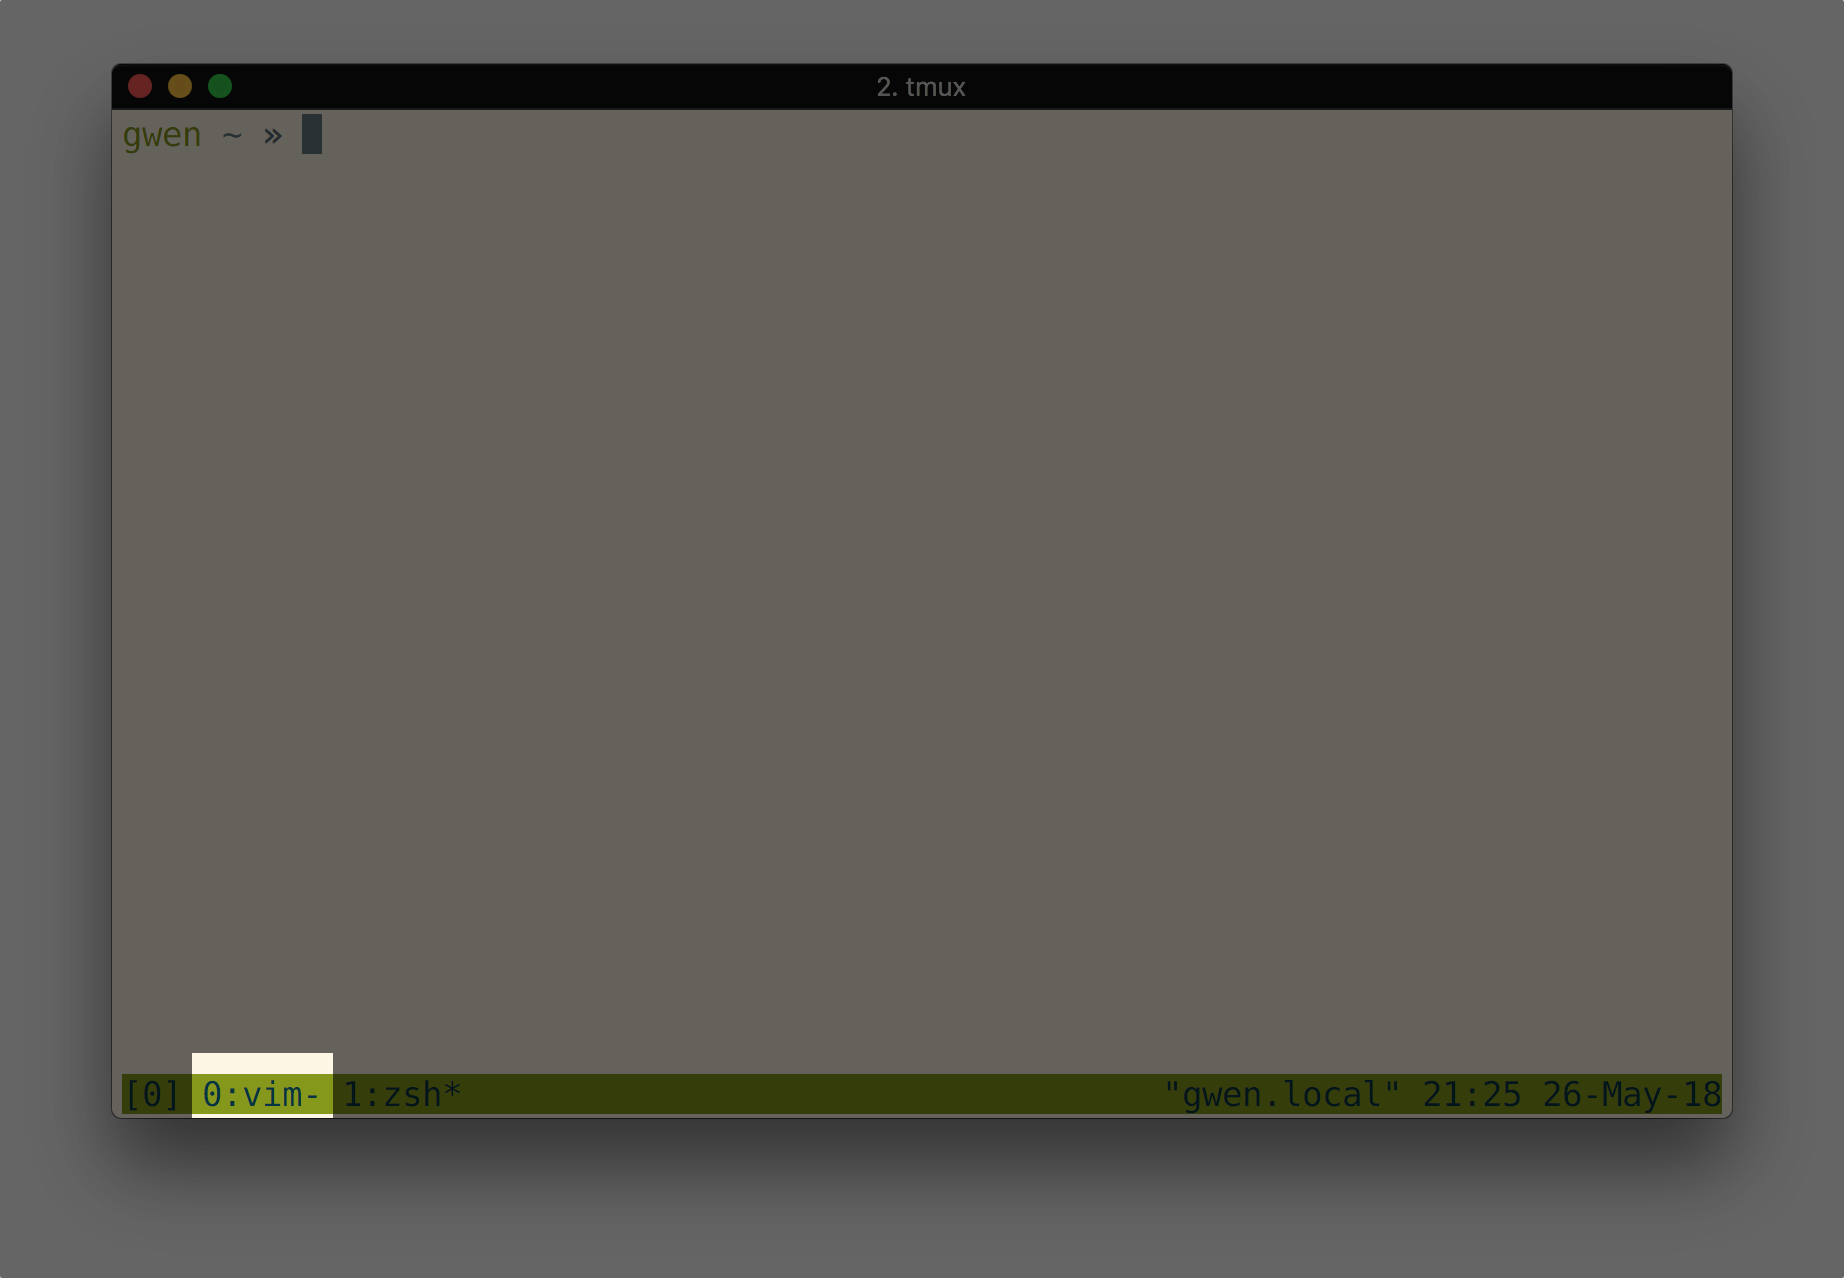 2. tmux
gwen ~ »
[0] 0:vim- 1:zsh* "gwen.local" 21:25 26-May-18